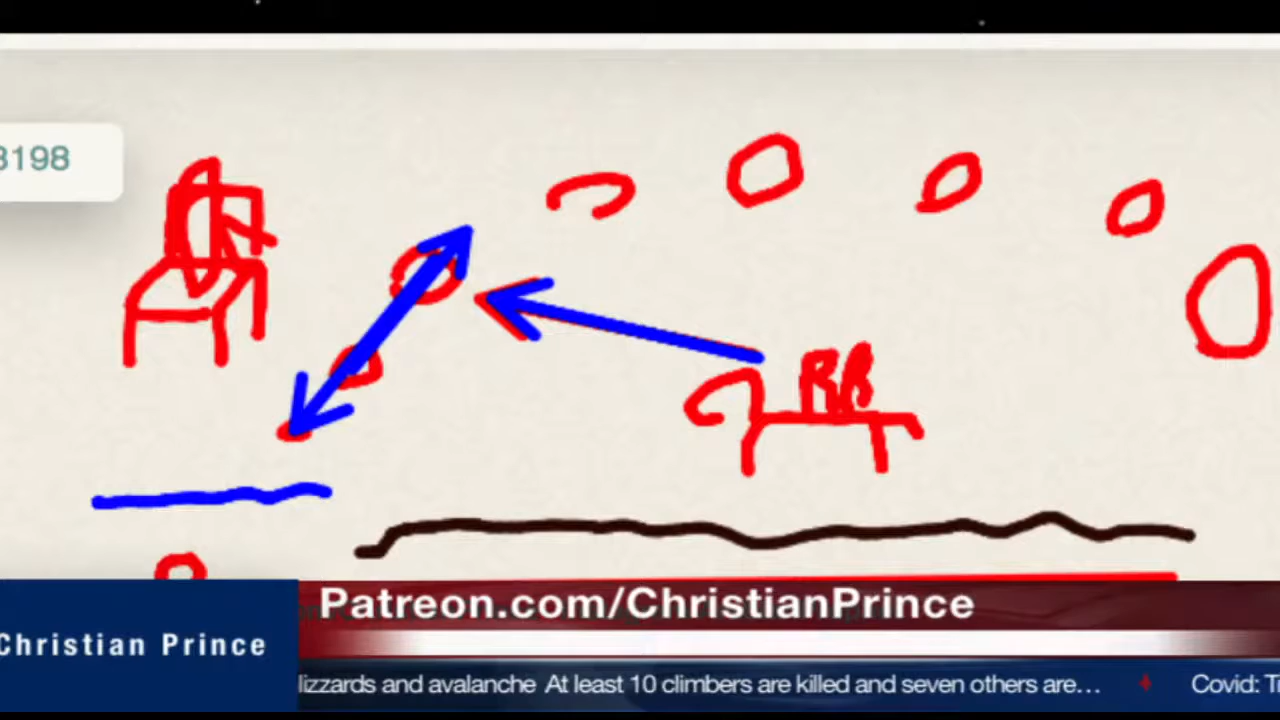 3198
Patreon.com/ChristianPrince
Christian Prince
lizzards and avalanche At least 10 climbers are killed and seven others are... Covid: Ti